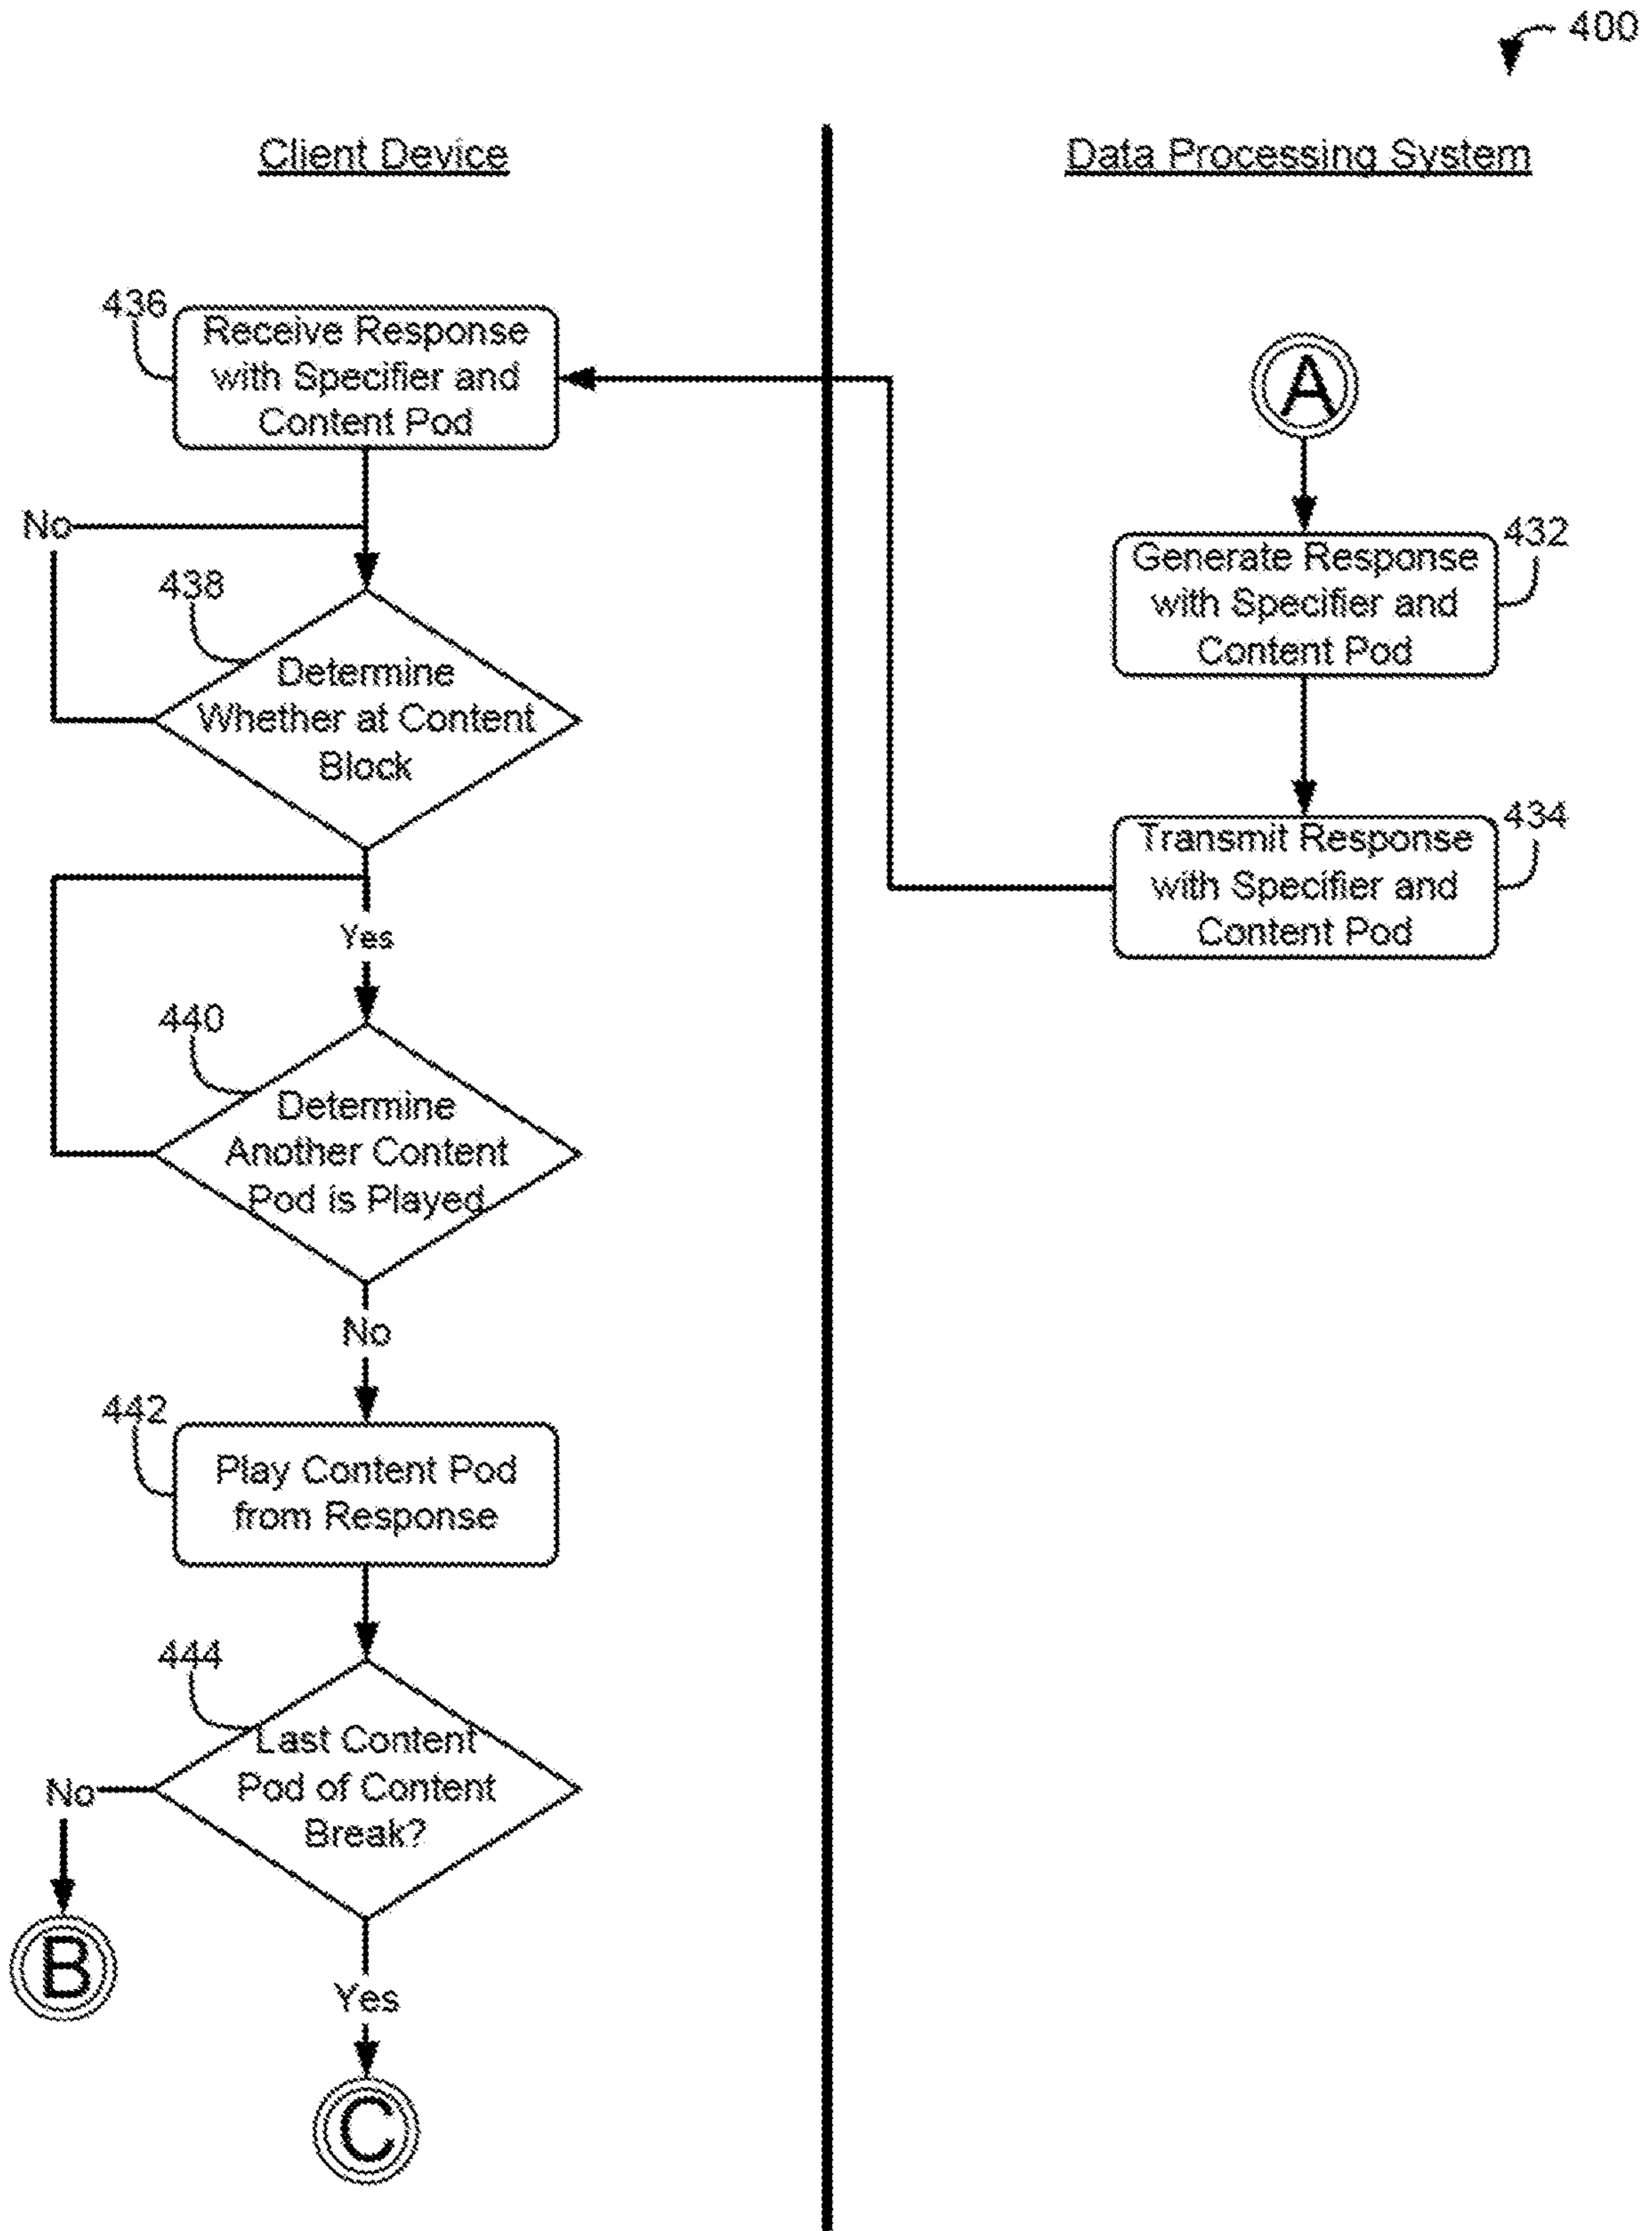 400
Client Device
Data Processing System
436
Receive Response
with Specifier and
Content Pod
No
438
Determine
Whether at Content
Block
Yes
440
Determine
Another Content
Pod is Played
No
442
Play Content Pod
from Response
444
Last Content
Pod of Content
Break?
No
B
Yes
C
A
432
Generate Response
with Specifier and
Content Pod
434
Transmit Response
with Specifier and
Content Pod